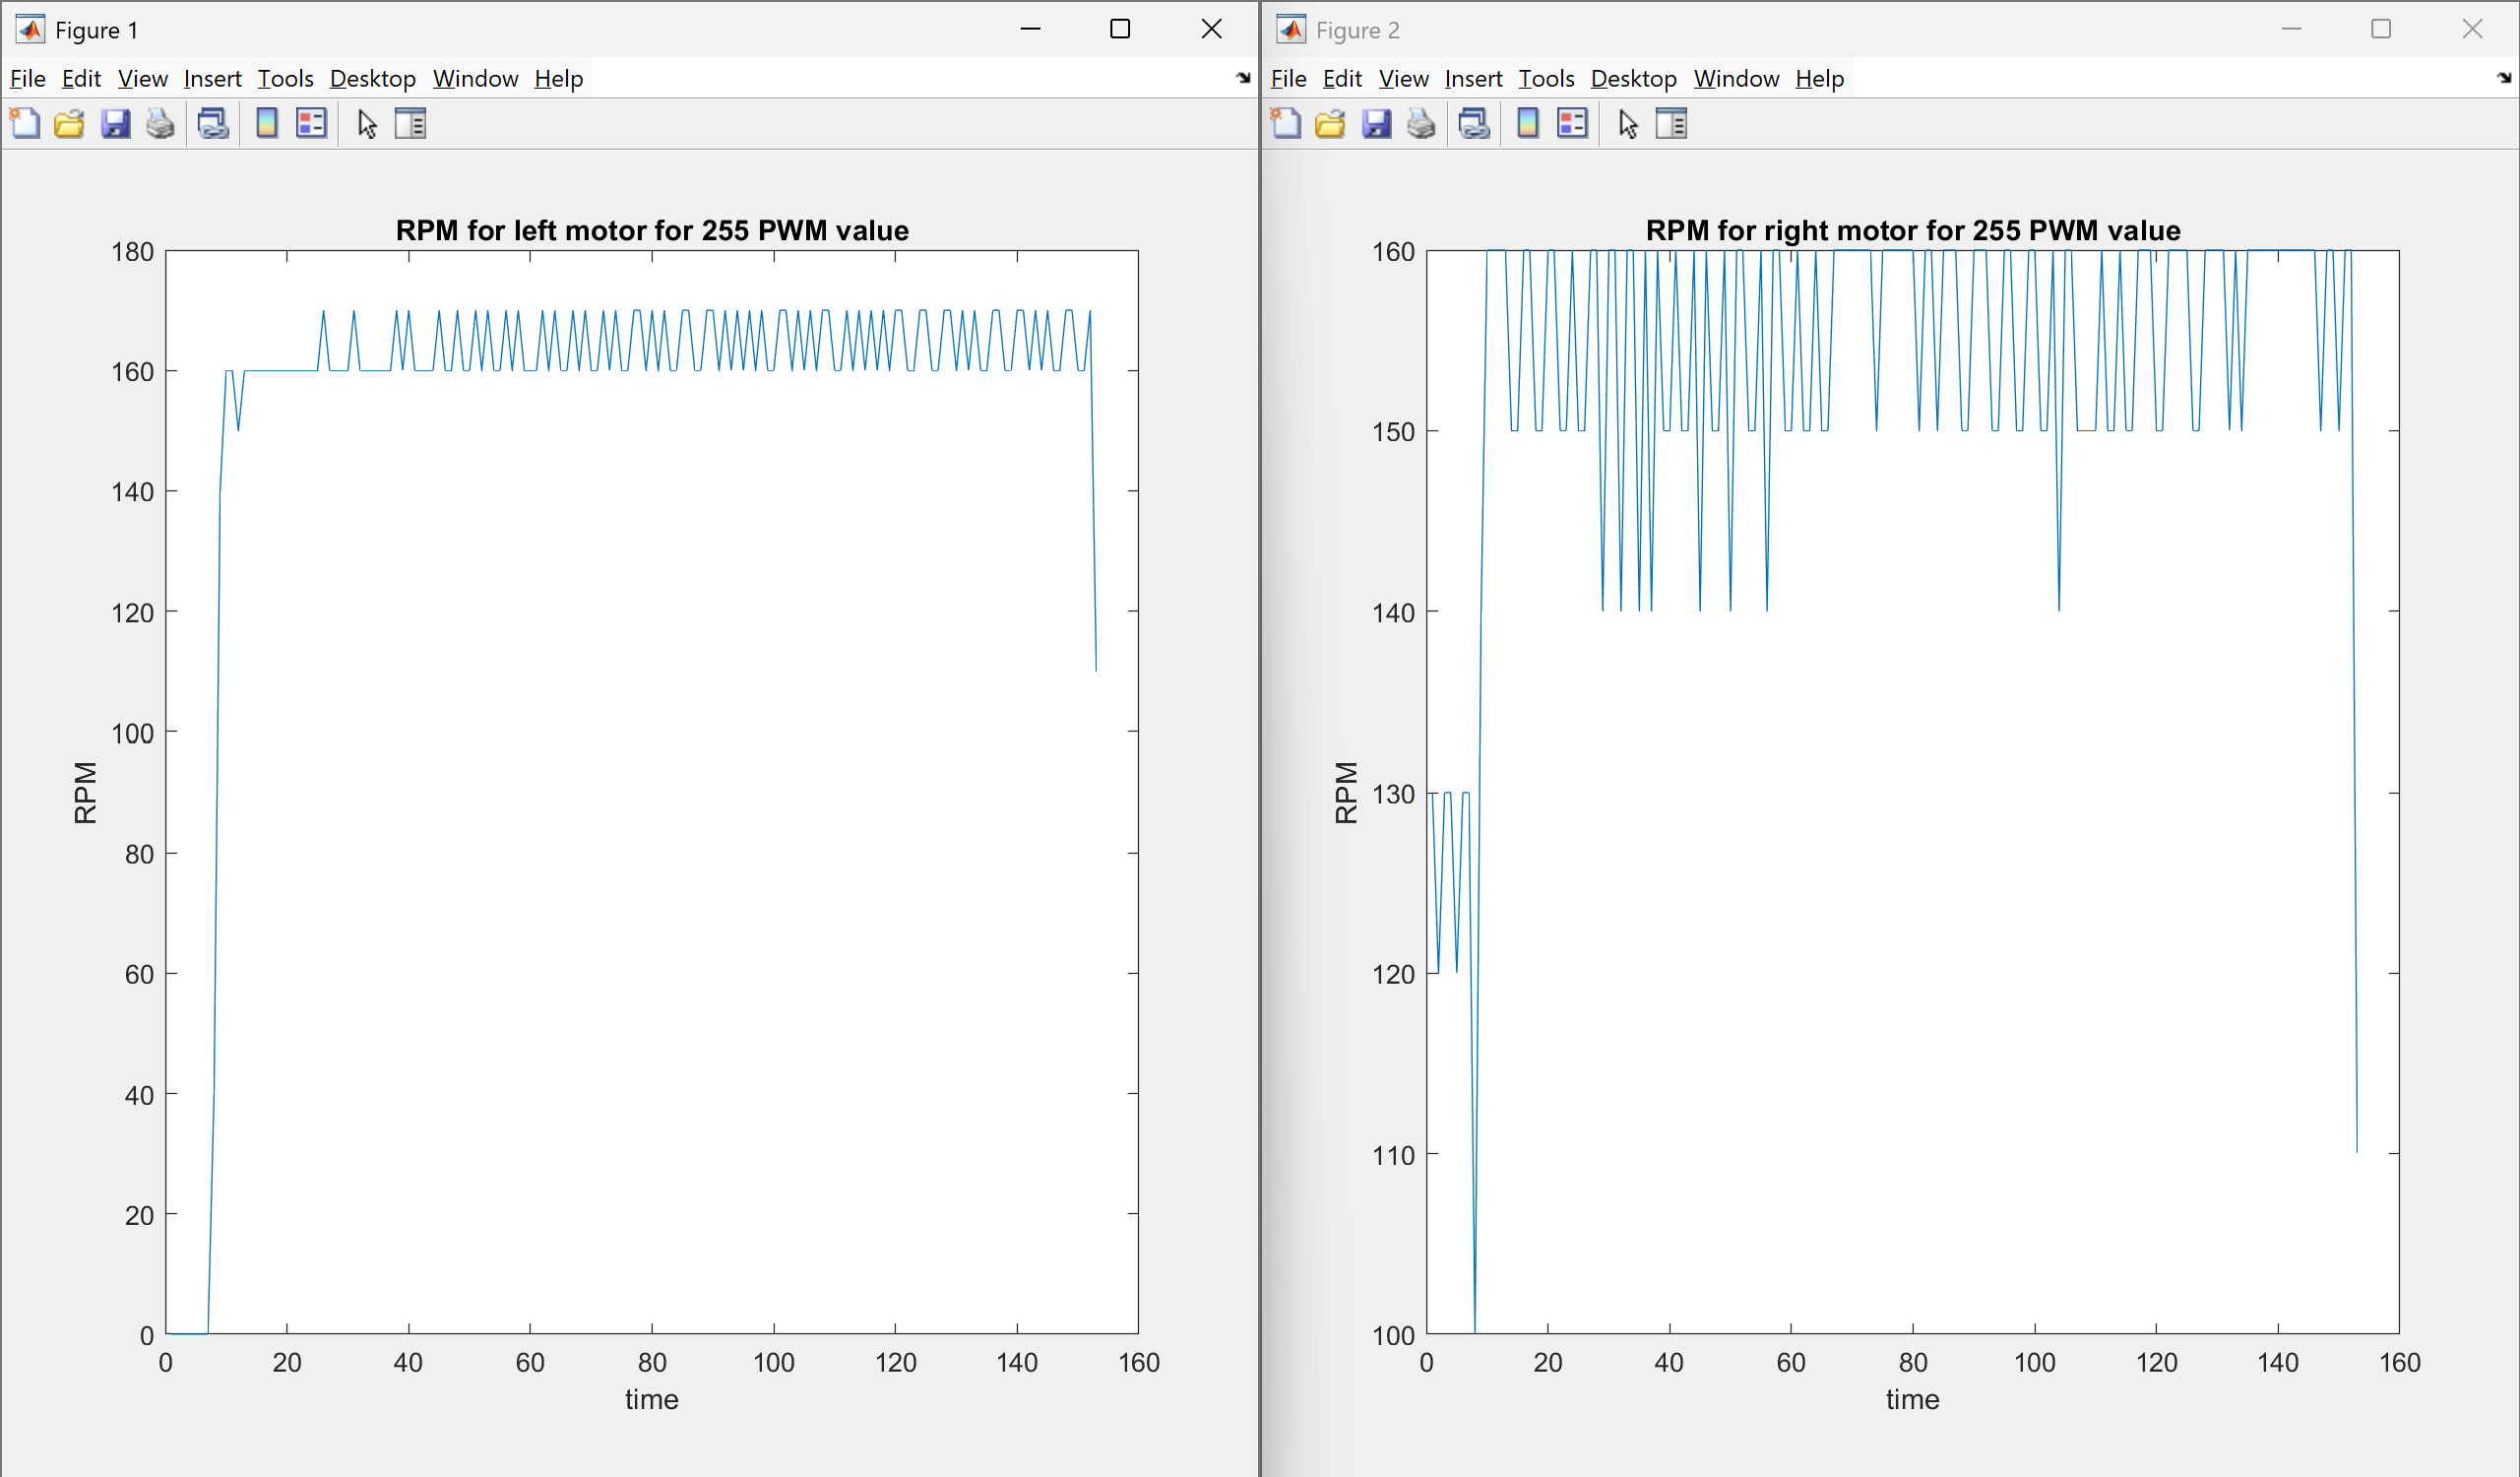 Figure 1
File Edit View Insert Tools Desktop Window Help
RPM for left motor for 255 PWM value
180
160
140
120
100
80
60
40
20
0
RPM
0 20 40 60 80 100 120 140 160
time
Figure 2
File Edit View Insert Tools Desktop Window Help
RPM for right motor for 255 PWM value
160
150
140
130
120
110
100
RPM
0 20 40 60 80 100 120 140 160
time